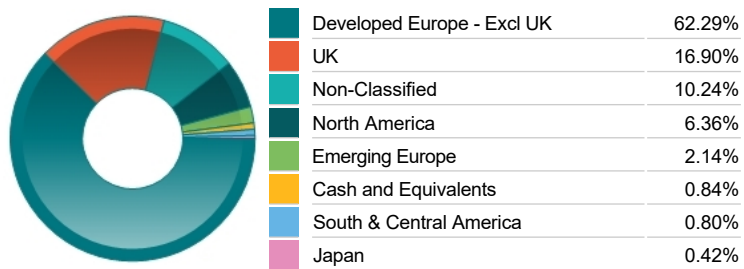 Developed Europe - Excl UK 62.29%
UK 16.90%
Non-Classified 10.24%
North America 6.36%
Emerging Europe 2.14%
Cash and Equivalents 0.84%
South & Central America 0.80%
Japan 0.42%